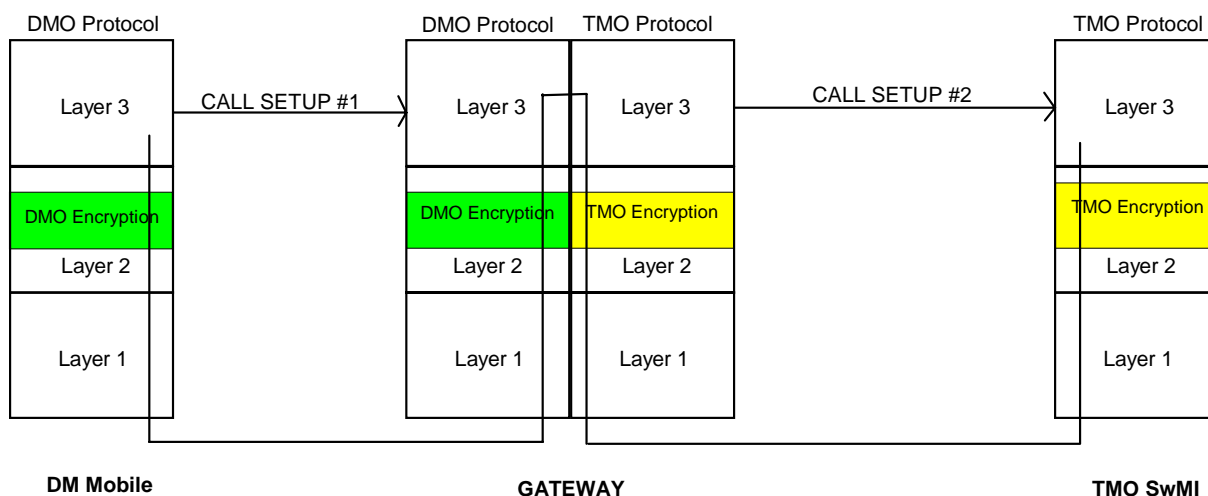 DMO Protocol
DMO Protocol
TMO Protocol
TMO Protocol
Layer 3
CALL SETUP #1
Layer 3
Layer 3
CALL SETUP #2
Layer 3
DMO Encryption
DMO Encryption
TMO Encryption
TMO Encryption
Layer 2
Layer 2
Layer 2
Layer 2
Layer 1
Layer 1
Layer 1
Layer 1
DM Mobile
GATEWAY
TMO SwMI